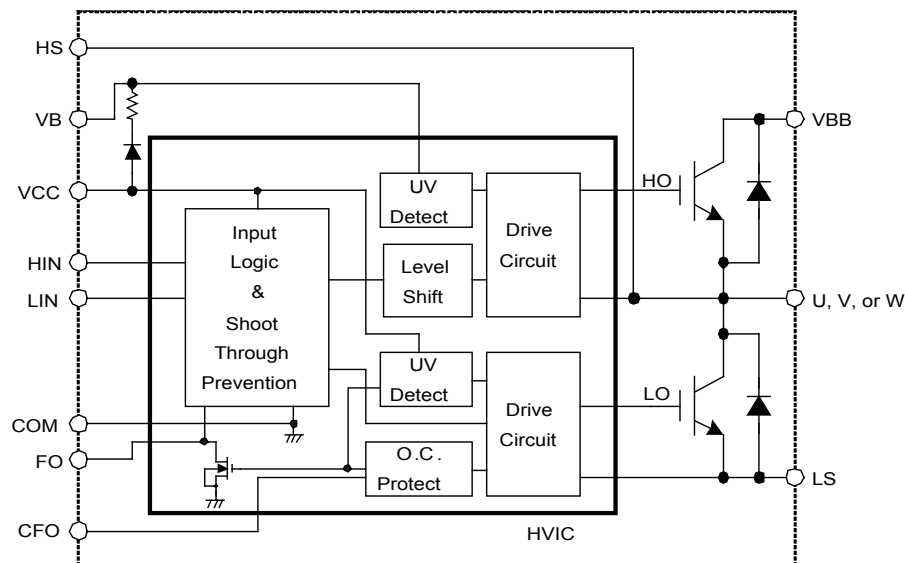 HS
VB
VCC
HIN
LIN
COM
FO
CFO
Input
Logic
&
Shoot
Through
Prevention
UV
Detect
Level
Shift
Drive
Circuit
UV
Detect
O.C.
Protect
Drive
Circuit
HVIC
HO
LO
VBB
U, V, or W
LS